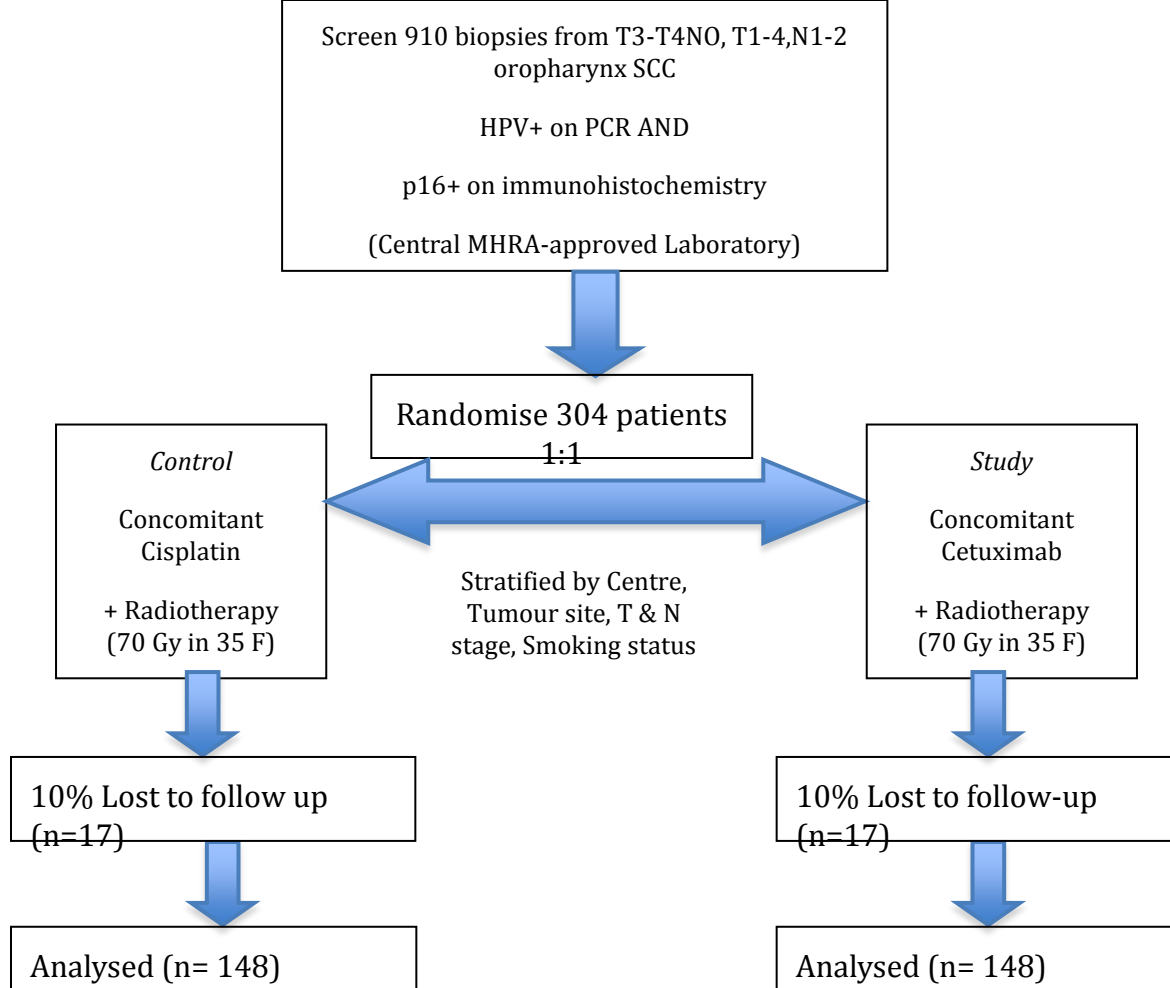 Screen 910 biopsies from T3-T4NO, T1-4,N1-2
oropharynx SCC
HPV+ on PCR AND
p16+ on immunohistochemistry
(Central MHRA-approved Laboratory)
Randomise 304 patients
1:1
Control
Concomitant
Cisplatin
+ Radiotherapy
(70 Gy in 35 F)
Stratified by Centre,
Tumour site, T & N
stage, Smoking status
Study
Concomitant
Cetuximab
+ Radiotherapy
(70 Gy in 35 F)
10% Lost to follow up
(n=17)
10% Lost to follow-up
(n=17)
Analysed (n= 148)
Analysed (n= 148)